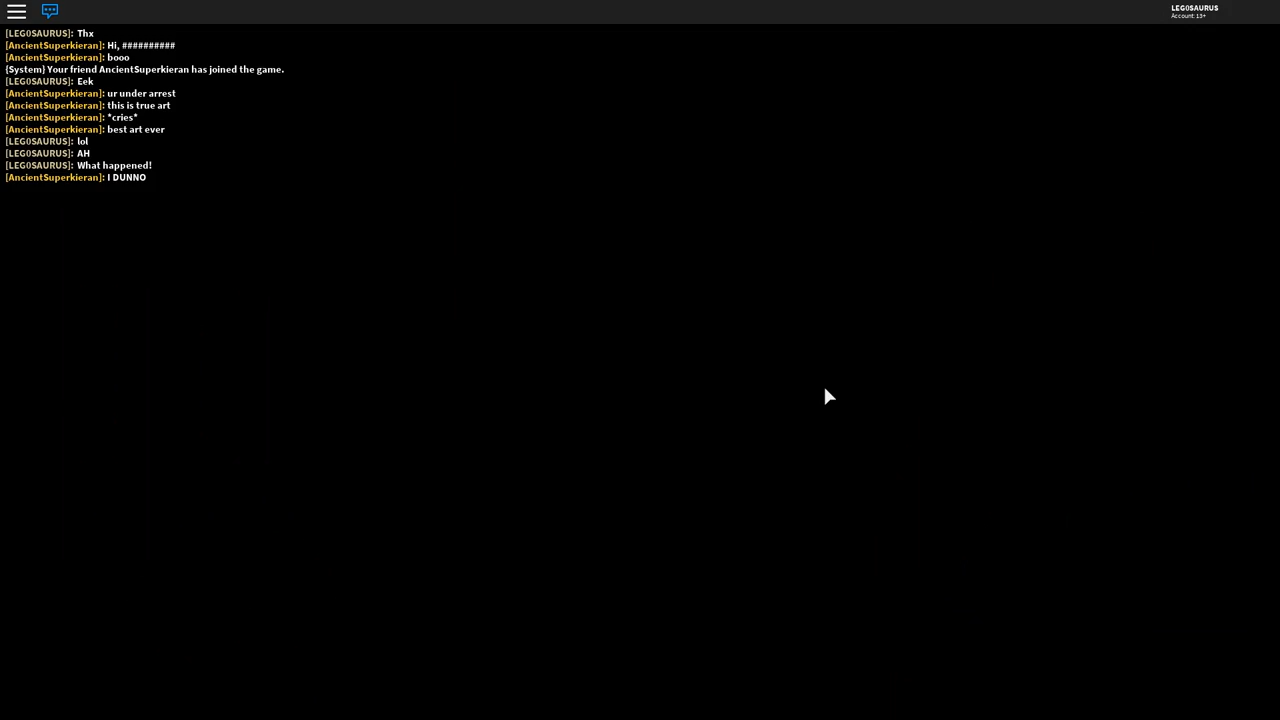 LEG0SAURUS
Account: 13+
[LEG0SAURUS]: Thx
[AncientSuperkieran]: Hi, ##########
[AncientSuperkieran]: booo
{System} Your friend AncientSuperkieran has joined the game.
[LEG0SAURUS]: Eek
[AncientSuperkieran]: ur under arrest
[AncientSuperkieran]: this is true art
[AncientSuperkieran]: *cries*
[AncientSuperkieran]: best art ever
[LEG0SAURUS]: lol
[LEG0SAURUS]: AH
[LEG0SAURUS]: What happened!
[AncientSuperkieran]: I DUNNO